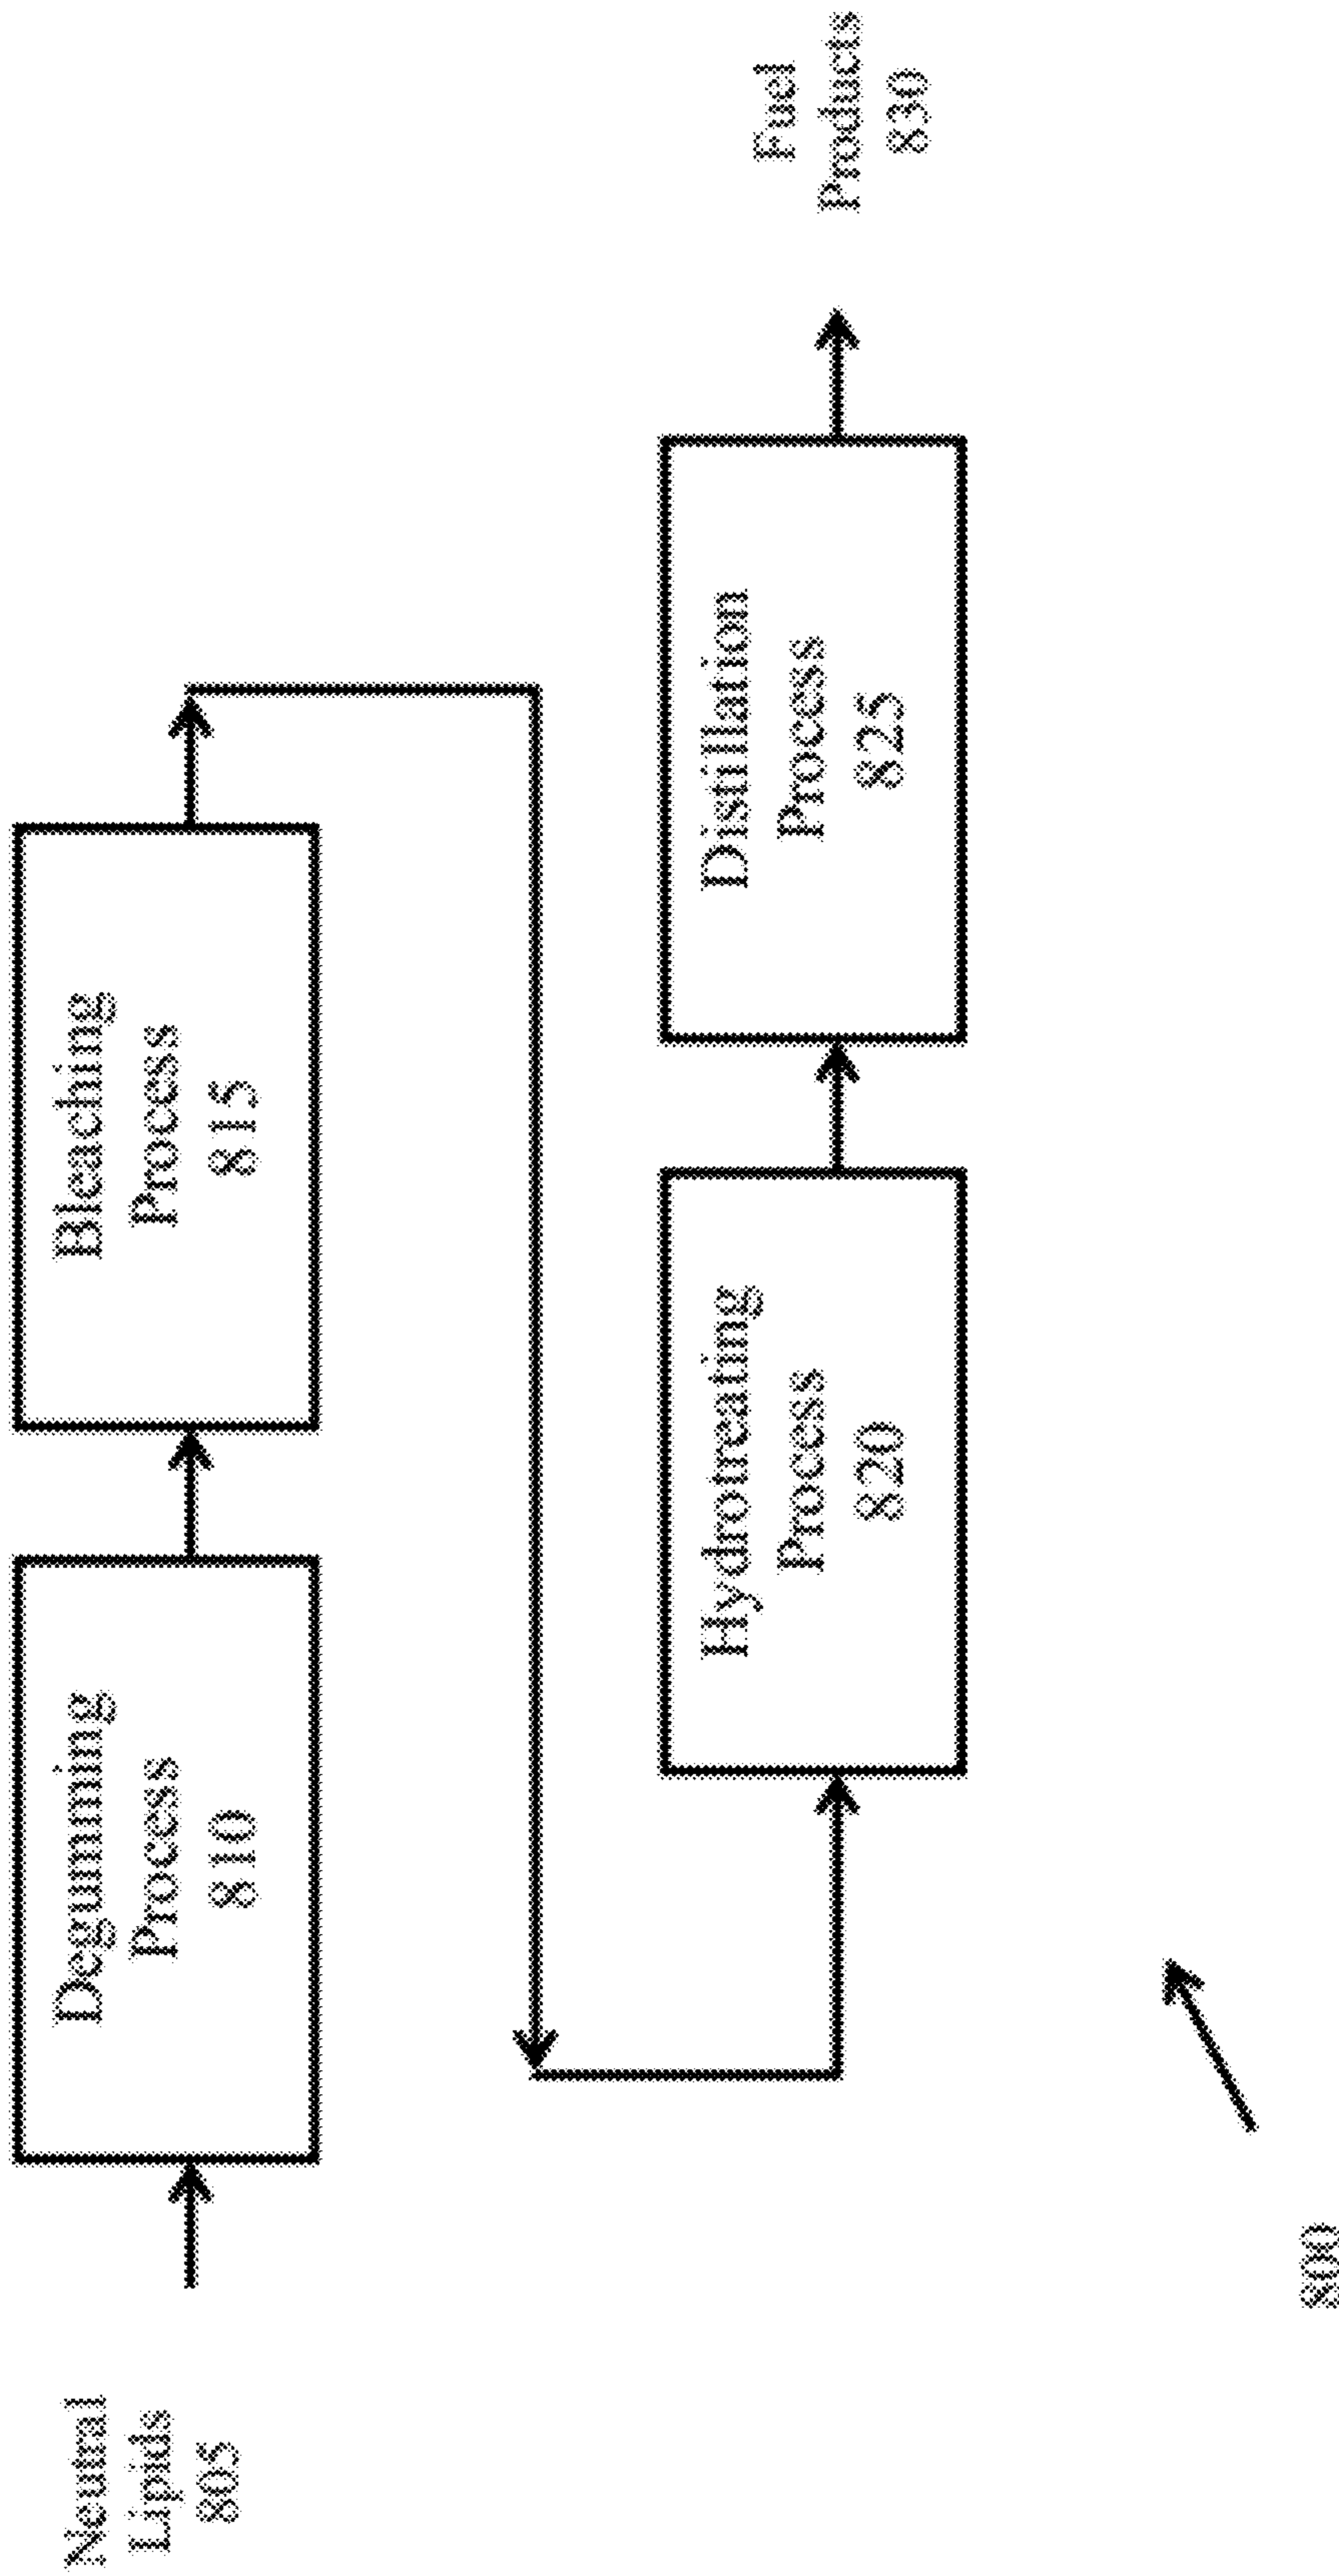 Neutral
Lipids
805
Degumming
Process
810
Bleaching
Process
815
Hydrotreating
Process
820
Distillation
Process
825
Fuel
Products
830
800